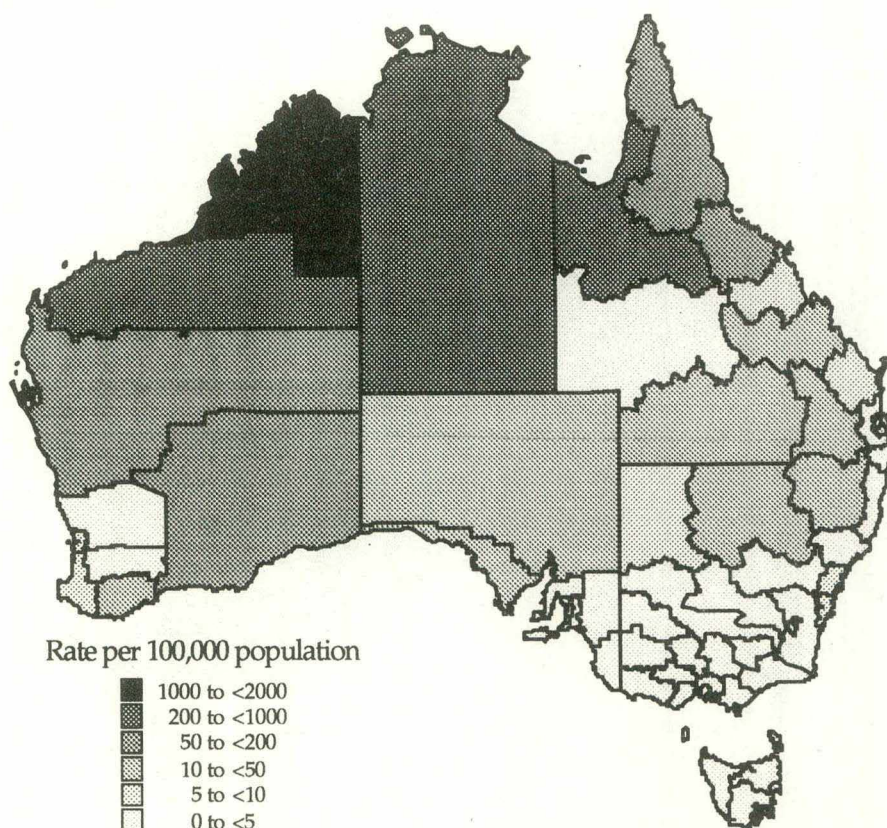 Rate per 100,000 population
1000 to <2000
200 to <1000
50 to <200
10 to <50
5 to <10
0 to <5